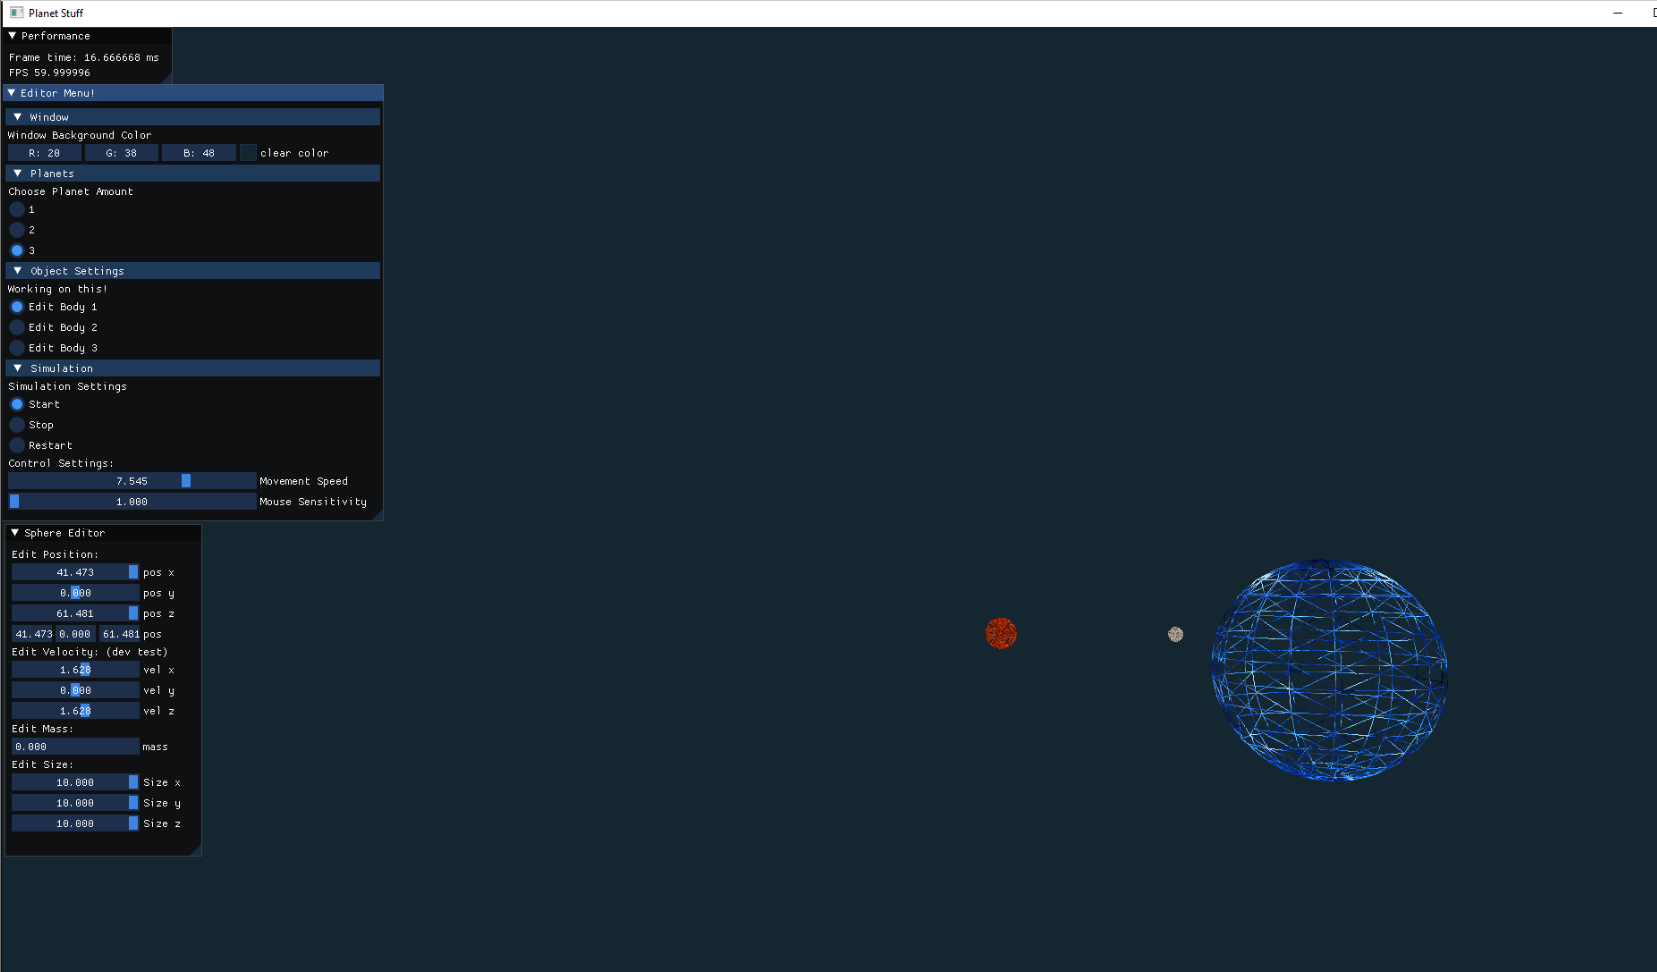 Planet Stuff
Performance
Frame time: 16.666668 ms
FPS 59.999996
Editor Menu!
Window
Window Background Color
R: 20 G: 38 B: 48 clear color
Planets
Choose Planet Amount
1
2
3
Object Settings
Working on this!
Edit Body 1
Edit Body 2
Edit Body 3
Simulation
Simulation Settings
Start
Stop
Restart
Control Settings:
7.545 Movement Speed
1.000 Mouse Sensitivity
Sphere Editor
Edit Position:
41.473 pos x
0.000 pos y
61.481 pos z
41.473 0.000 61.481 pos
Edit Velocity: (dev test)
1.628 vel x
0.000 vel y
1.628 vel z
Edit Mass:
0.000 mass
Edit Size:
10.000 Size x
10.000 Size y
10.000 Size z